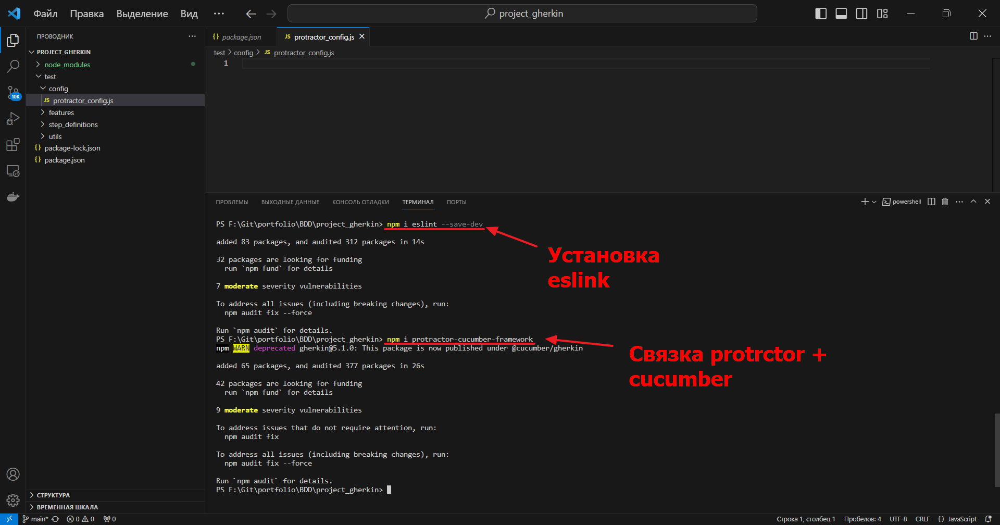 Файл Правка Выделение Вид ··· project_gherkin
ПРОВОДНИК ···
PROJECT_GHERKIN
node_modules
test
config
JS protractor_config.js
features
step_definitions
utils
{} package-lock.json
{} package.json
СТРУКТУРА
ВРЕМЕННАЯ ШКАЛА
{} package.json JS protractor_config.js
test > config > JS protractor_config.js
1
10K
ПРОБЛЕМЫ ВЫХОДНЫЕ ДАННЫЕ КОНСОЛЬ ОТЛАДКИ ТЕРМИНАЛ ПОРТЫ powershell
PS F:\Git\portfolio\BDD\project_gherkin> npm i eslint --save-dev
added 83 packages, and audited 312 packages in 14s
32 packages are looking for funding
run `npm fund` for details
7 moderate severity vulnerabilities
To address all issues (including breaking changes), run:
npm audit fix --force
Run `npm audit` for details.
PS F:\Git\portfolio\BDD\project_gherkin> npm i protractor-cucumber-framework
npm WARN deprecated gherkin@5.1.0: This package is now published under @cucumber/gherkin
added 65 packages, and audited 377 packages in 26s
42 packages are looking for funding
run `npm fund` for details
9 moderate severity vulnerabilities
To address issues that do not require attention, run:
npm audit fix
To address all issues (including breaking changes), run:
npm audit fix --force
Run `npm audit` for details.
PS F:\Git\portfolio\BDD\project_gherkin>
Установка
eslink
Связка protrctor +
cucumber
main* 0 0 0 Строка 1, столбец 1 Пробелов: 4 UTF-8 CRLF {} JavaScript